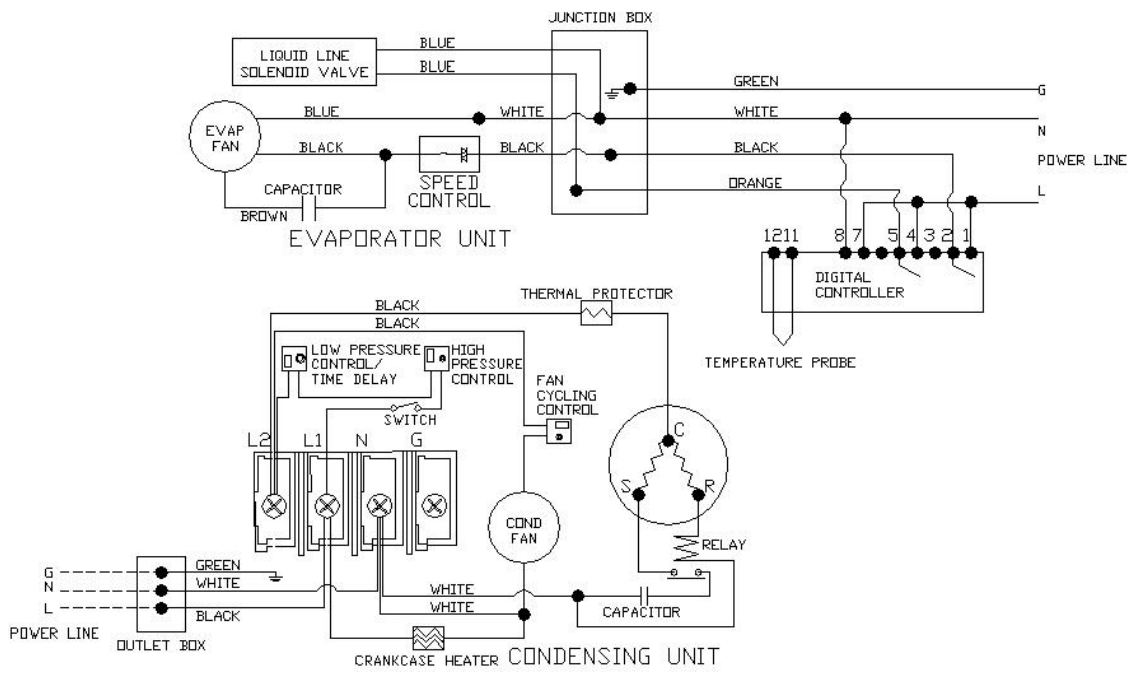 JUNCTION BOX
LIQUID LINE
SOLENOID VALVE
BLUE
BLUE
GREEN
G
EVAP
FAN
BLUE
WHITE
WHITE
N
BLACK
BLACK
BLACK
POWER LINE
SPEED
CONTROL
CAPACITOR
BROWN
ORANGE
L
EVAPORATOR UNIT
12 11 8 7 5 4 3 2 1
DIGITAL
CONTROLLER
TEMPERATURE PROBE
THERMAL PROTECTOR
BLACK
BLACK
LOW PRESSURE
CONTROL/
TIME DELAY
HIGH
PRESSURE
CONTROL
FAN
CYCLING
CONTROL
SWITCH
L2 L1 N G
C
S
R
COND
FAN
RELAY
G
GREEN
N
WHITE
L
BLACK
WHITE
WHITE
CAPACITOR
POWER LINE
OUTLET BOX
CRANKCASE HEATER
CONDENSING UNIT